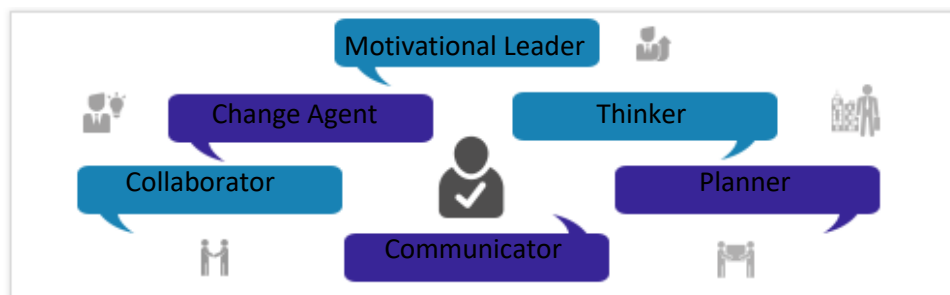 Motivational Leader
Change Agent
Thinker
Collaborator
Planner
Communicator